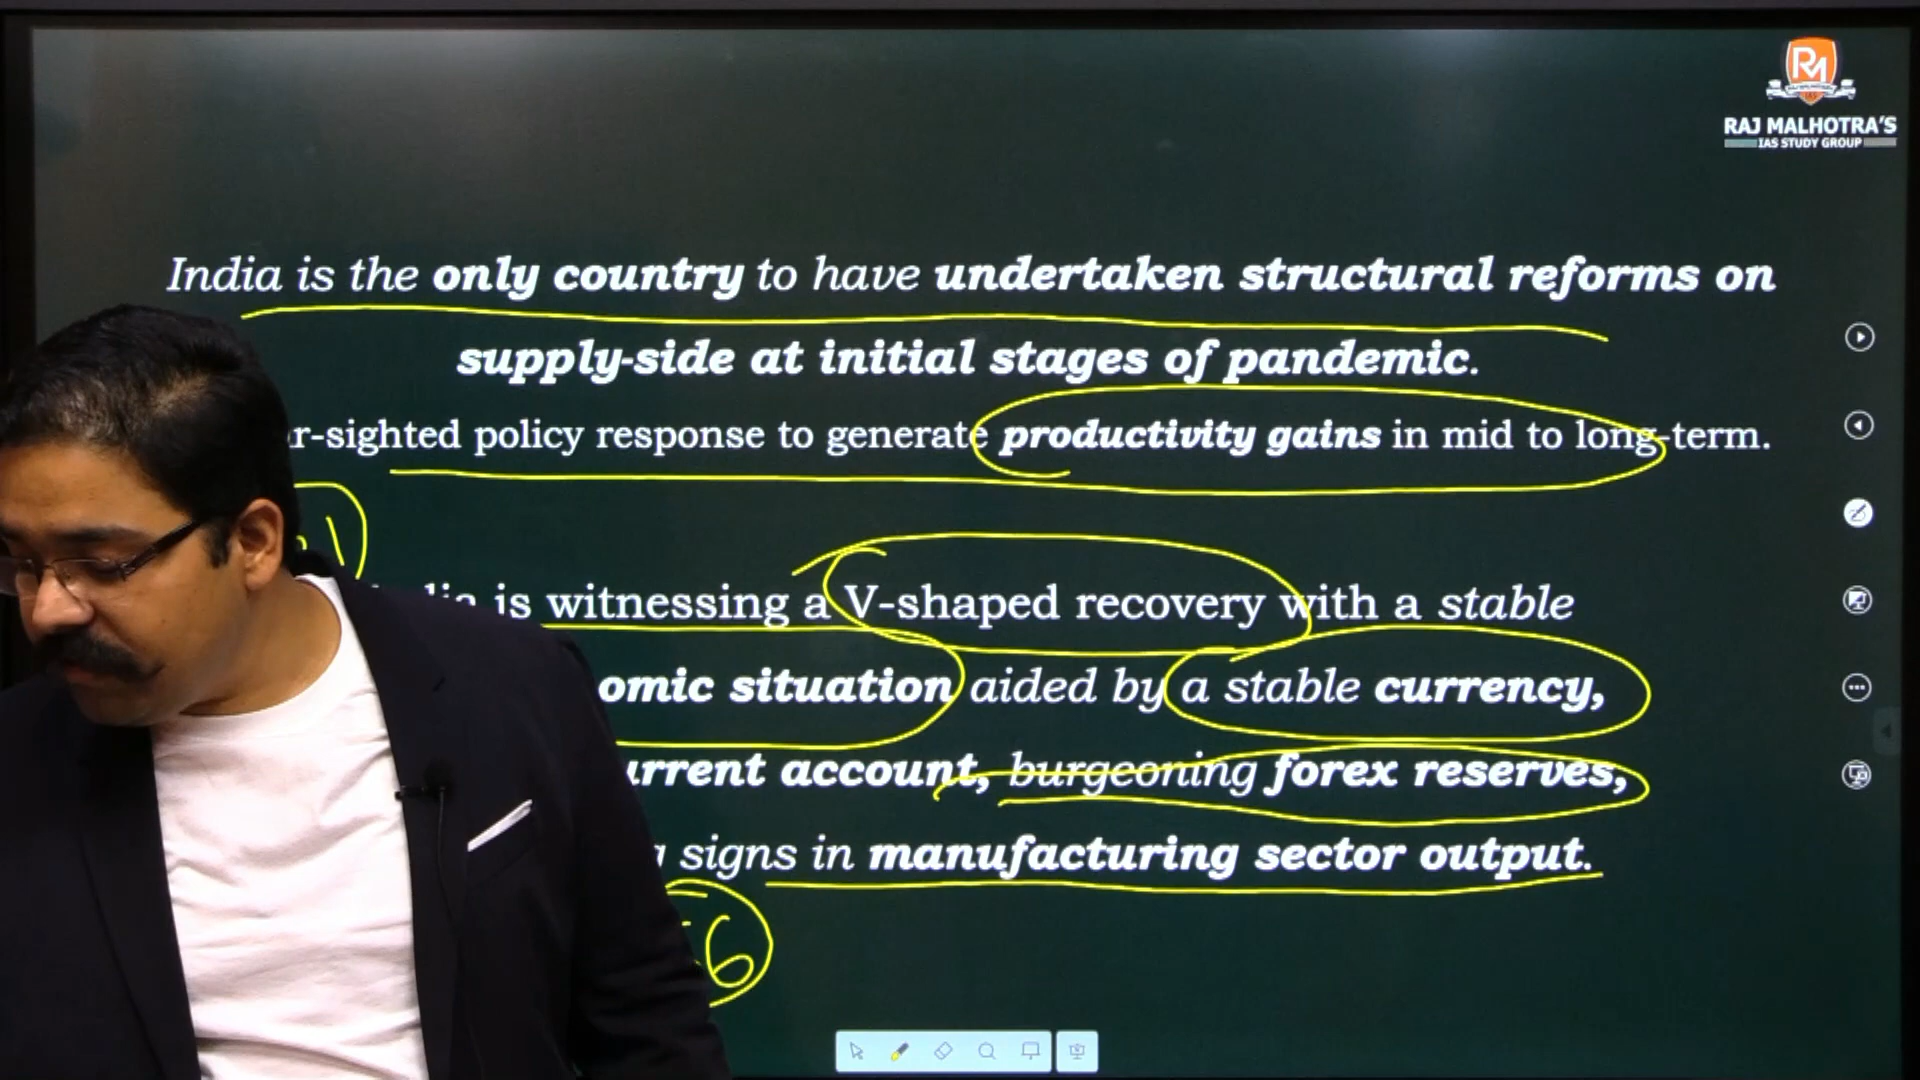 RAJ MALHOTRA'S
IAS STUDY GROUP
India is the only country to have undertaken structural reforms on
supply-side at initial stages of pandemic.
r-sighted policy response to generate productivity gains in mid to long-term.
is witnessing a V-shaped recovery with a stable
omic situation aided by a stable currency,
urrent account, burgeoning forex reserves,
signs in manufacturing sector output.